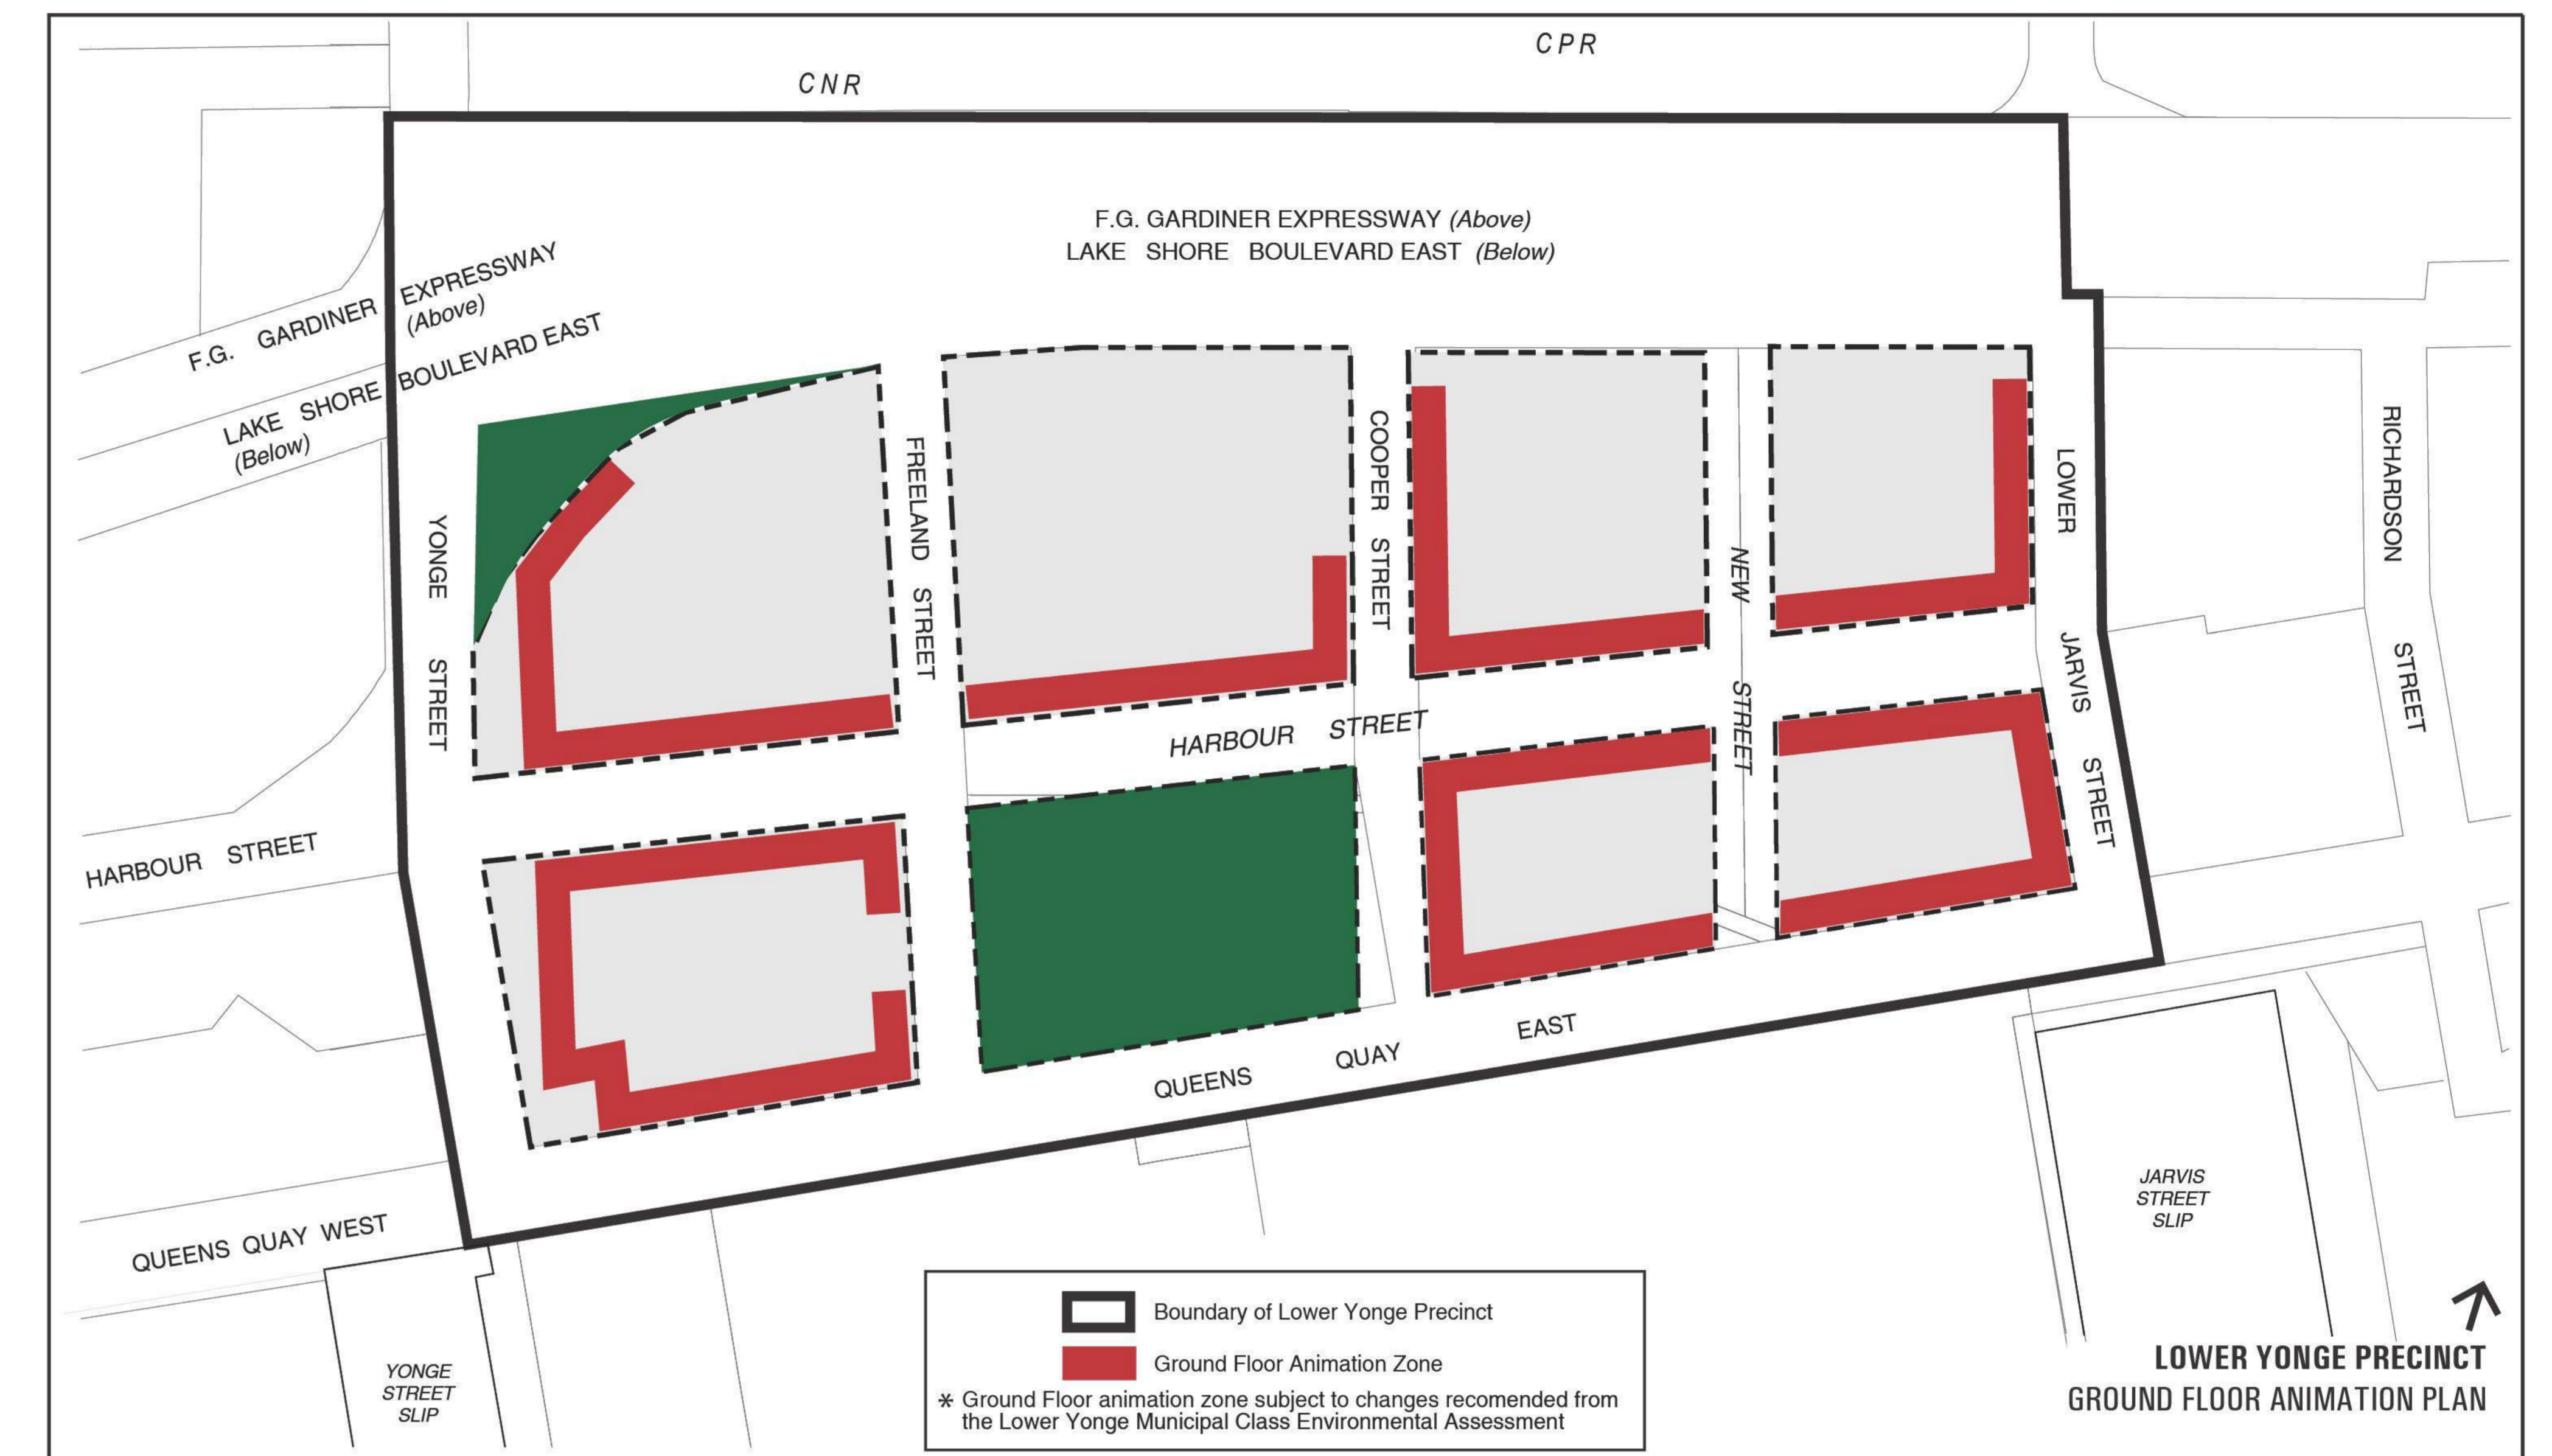 CPR
CNR
F.G. GARDINER EXPRESSWAY (Above)
LAKE SHORE BOULEVARD EAST (Below)
F.G. GARDINER EXPRESSWAY
(Above)
LAKE SHORE BOULEVARD EAST
(Below)
YONGE STREET
FREELAND STREET
COOPER STREET
NEW STREET
LOWER JARVIS STREET
RICHARDSON STREET
HARBOUR STREET
HARBOUR STREET
QUEENS QUAY EAST
QUEENS QUAY WEST
YONGE
STREET
SLIP
JARVIS
STREET
SLIP
Boundary of Lower Yonge Precinct
Ground Floor Animation Zone
* Ground Floor animation zone subject to changes recomended from
the Lower Yonge Municipal Class Environmental Assessment
LOWER YONGE PRECINCT
GROUND FLOOR ANIMATION PLAN